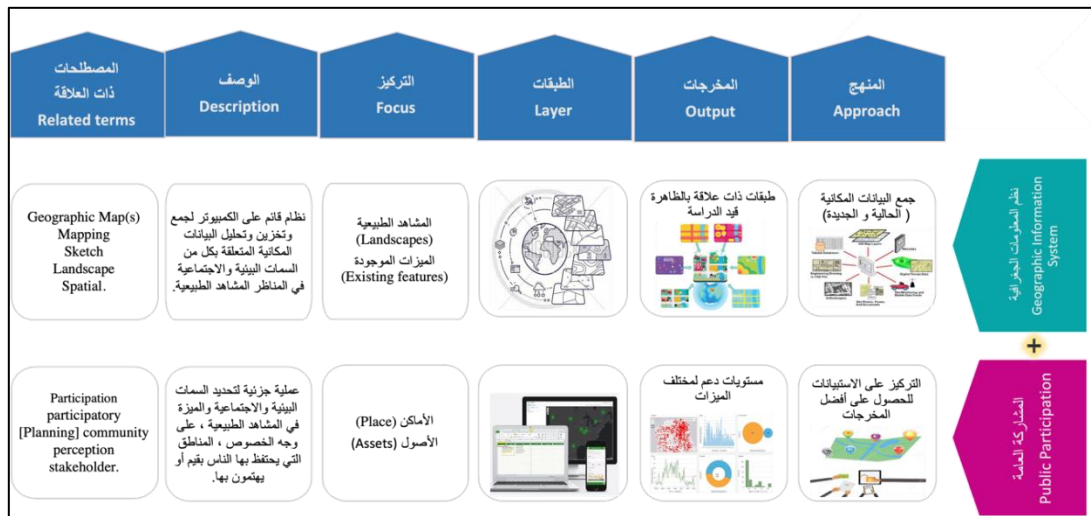 المصطلحات
ذات العلاقة
Related terms
الوصف
Description
التركيز
Focus
الطبقات
Layer
المخرجات
Output
المنهج
Approach
Geographic Map(s)
Mapping
Sketch
Landscape
Spatial.
نظام قائم على الكمبيوتر لجمع
وتخزين وتحليل البيانات
المكانية المتعلقة بكل من
السمات البيئية والاجتماعية
في المناظر المشاهد الطبيعية.
المشاهد الطبيعية
(Landscapes)
الميزات الموجودة
(Existing features)
طبقات ذات علاقة بالظاهرة
قيد الدراسة
جمع البيانات المكانية
( الحالية و الجديدة)
نظم المعلومات الجغرافية
Geographic Information
System
+
Participation
participatory
[Planning] community
perception
stakeholder.
عملية جزئية لتحديد السمات
البيئية والاجتماعية والميزة
في المشاهد الطبيعية ، على
وجه الخصوص ، المناطق
التي يحتفظ بها الناس بقيم أو
يهتمون بها.
الأماكن (Place)
الأصول (Assets)
مستويات دعم لمختلف
الميزات
التركيز على الاستبيانات
للحصول على أفضل
المخرجات
المشاركة العامة
Public Participation